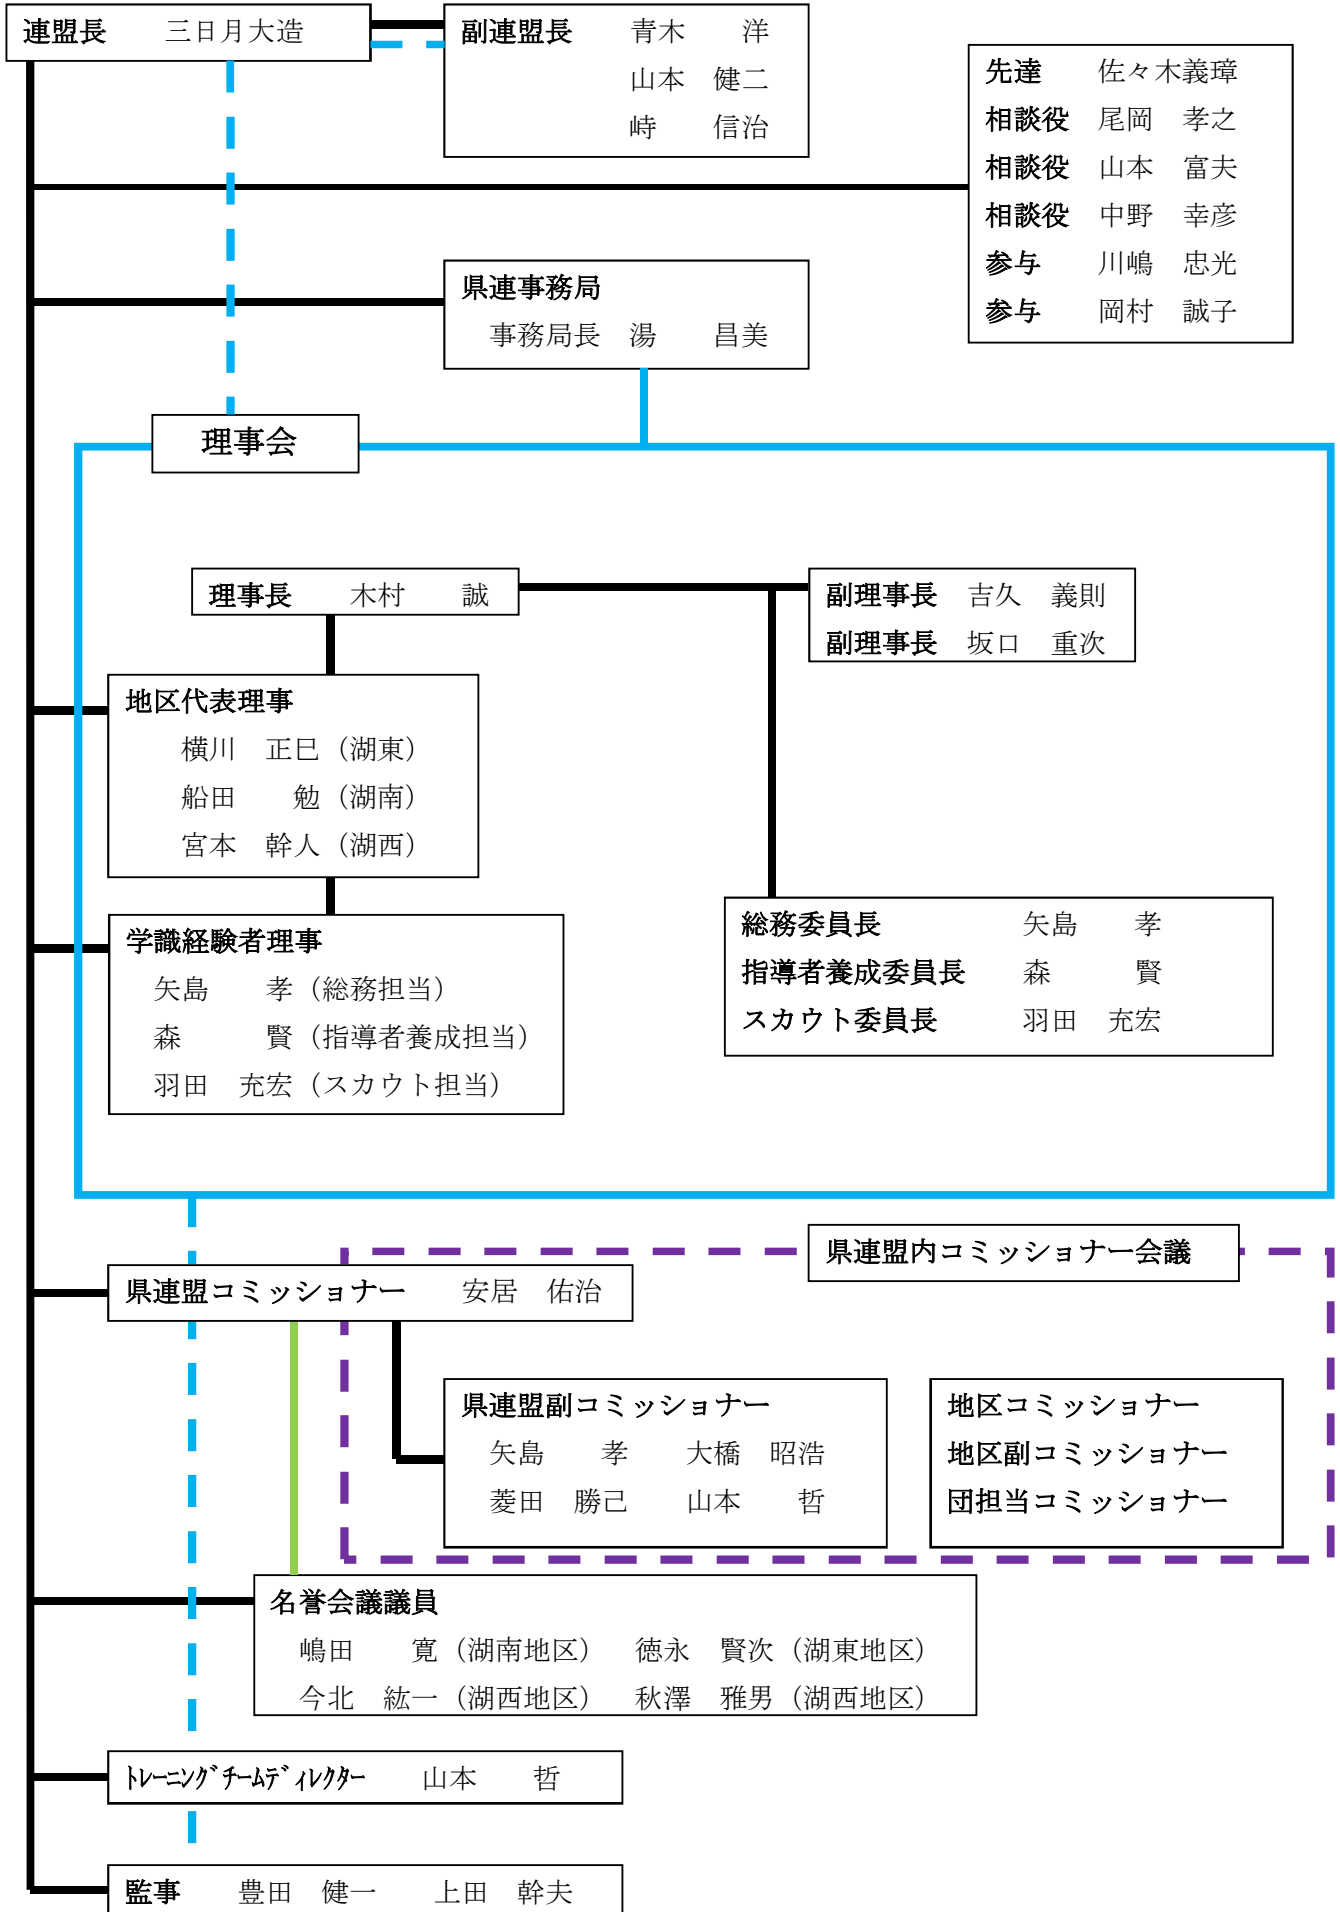 連盟長　　三日月大造
副連盟長　　青木　　洋
山本　健二
峙　　信治
先達　　佐々木義璋
相談役　尾岡　孝之
相談役　山本　富夫
相談役　中野　幸彦
参与　　川嶋　忠光
参与　　岡村　誠子
県連事務局
事務局長　湯　　昌美
理事会
理事長　　木村　　誠
副理事長　吉久　義則
副理事長　坂口　重次
地区代表理事
横川　正巳（湖東）
船田　　勉（湖南）
宮本　幹人（湖西）
学識経験者理事
矢島　　孝（総務担当）
森　　　賢（指導者養成担当）
羽田　充宏（スカウト担当）
総務委員長　　　　　矢島　　孝
指導者養成委員長　　森　　　賢
スカウト委員長　　　羽田　充宏
県連盟内コミッショナー会議
県連盟コミッショナー　　安居　佑治
県連盟副コミッショナー
矢島　　孝　　大橋　昭浩
菱田　勝己　　山本　　哲
地区コミッショナー
地区副コミッショナー
団担当コミッショナー
名誉会議議員
嶋田　　寛（湖南地区）　徳永　賢次（湖東地区）
今北　紘一（湖西地区）　秋澤　雅男（湖西地区）
ﾄﾚｰﾆﾝｸﾞﾁｰﾑﾃﾞｨﾚｸﾀｰ　　山本　　哲
監事　　豊田　健一　　上田　幹夫